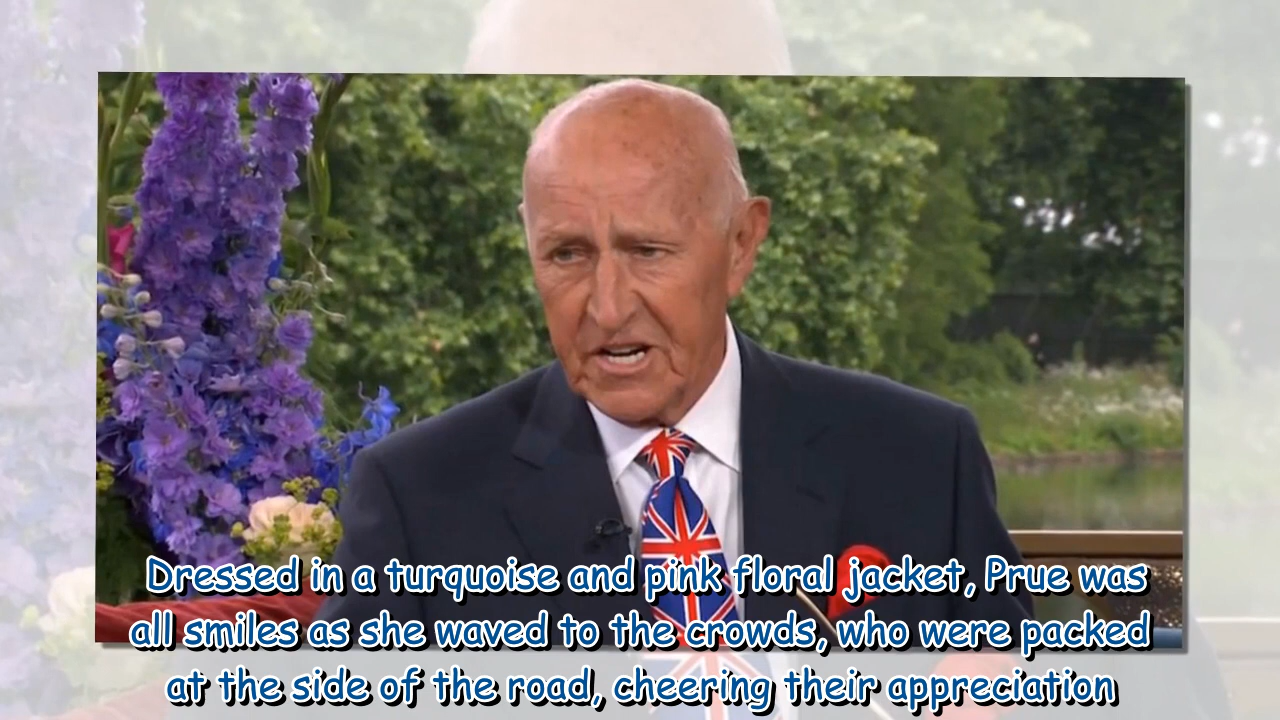 Dressed in a turquoise and pink floral jacket, Prue was
all smiles as she waved to the crowds, who were packed
at the side of the road, cheering their appreciation